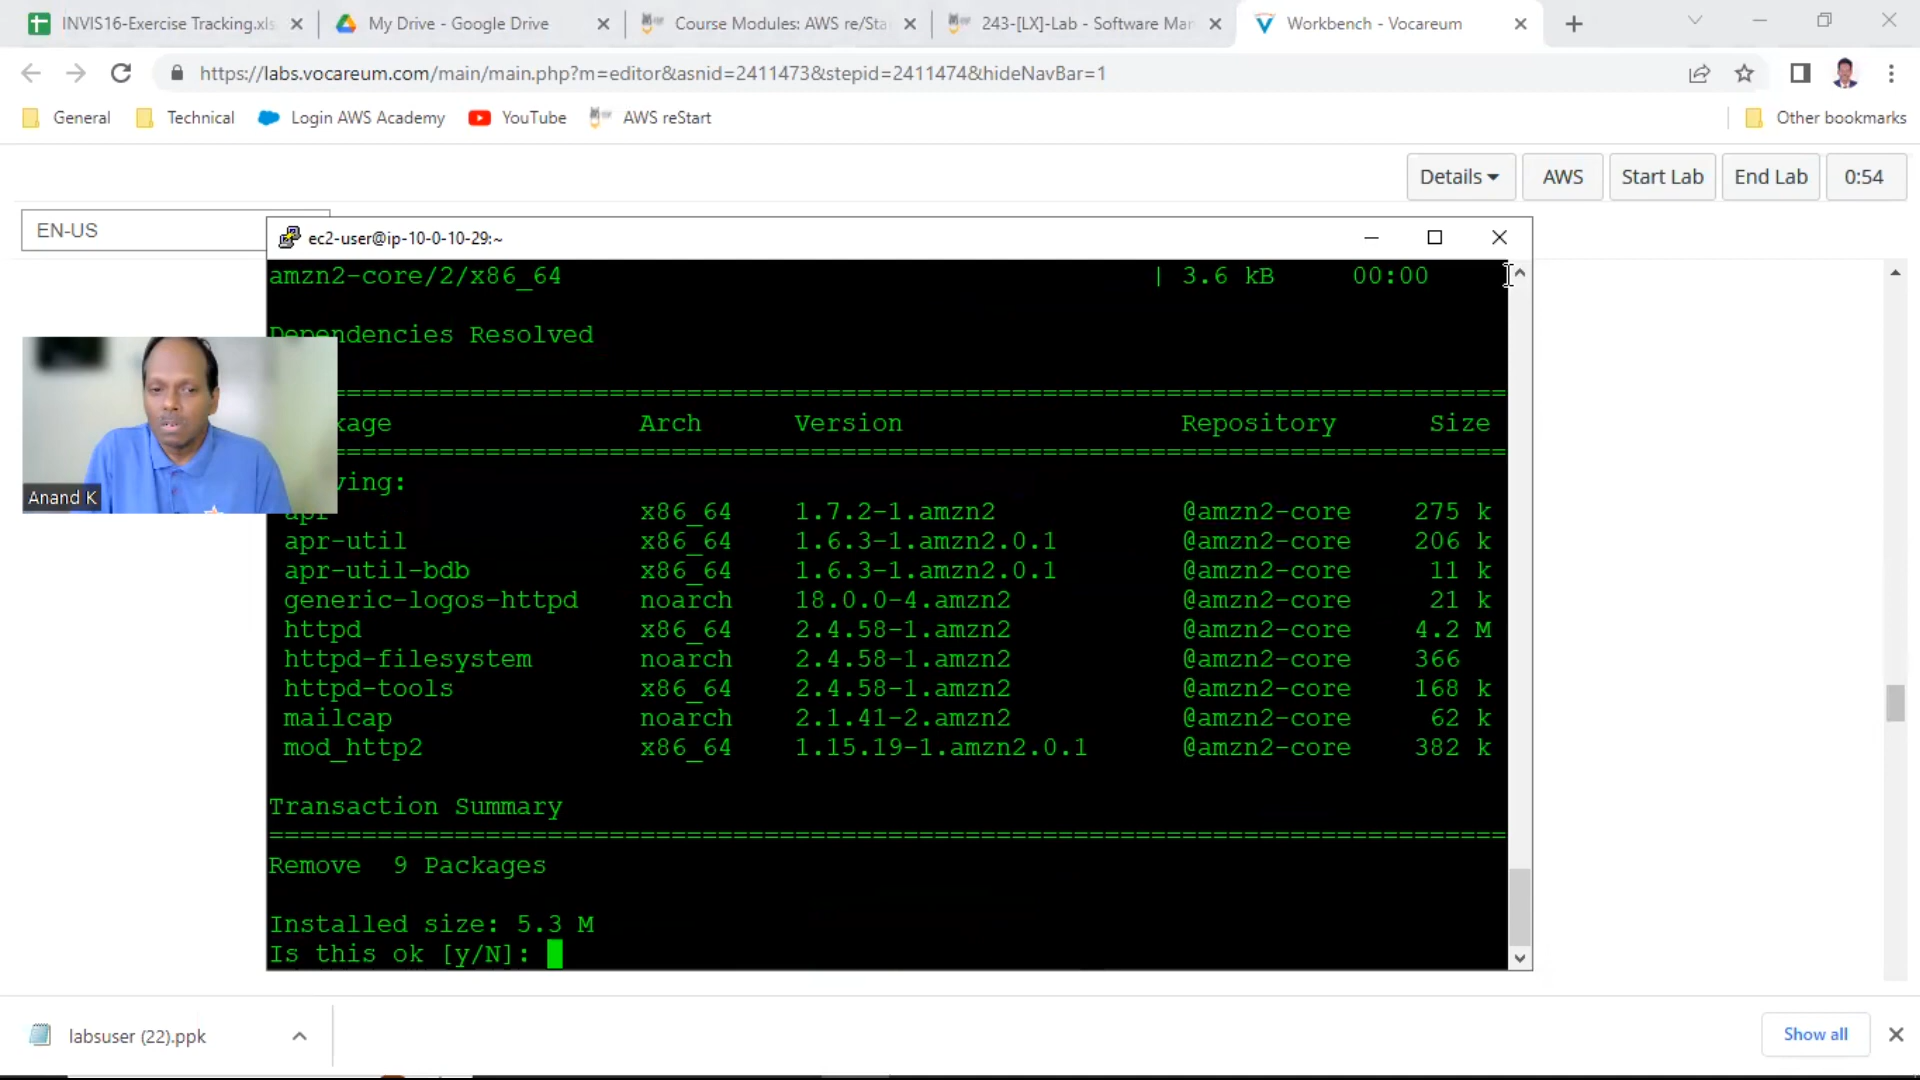 INVIS16-Exercise Tracking.xls
My Drive - Google Drive
Course Modules: AWS re/Sta
243-[LX]-Lab - Software Man
Workbench - Vocareum
https://labs.vocareum.com/main/main.php?m=editor&asnid=2411473&stepid=2411474&hideNavBar=1
General
Technical
Login AWS Academy
YouTube
AWS reStart
Other bookmarks
Details
AWS
Start Lab
End Lab
0:54
EN-US
ec2-user@ip-10-0-10-29:~
amzn2-core/2/x86_64 | 3.6 kB 00:00
Dependencies Resolved
kage Arch Version Repository Size
ving:
apr x86_64 1.7.2-1.amzn2 @amzn2-core 275 k
apr-util x86_64 1.6.3-1.amzn2.0.1 @amzn2-core 206 k
apr-util-bdb x86_64 1.6.3-1.amzn2.0.1 @amzn2-core 11 k
generic-logos-httpd noarch 18.0.0-4.amzn2 @amzn2-core 21 k
httpd x86_64 2.4.58-1.amzn2 @amzn2-core 4.2 M
httpd-filesystem noarch 2.4.58-1.amzn2 @amzn2-core 366
httpd-tools x86_64 2.4.58-1.amzn2 @amzn2-core 168 k
mailcap noarch 2.1.41-2.amzn2 @amzn2-core 62 k
mod_http2 x86_64 1.15.19-1.amzn2.0.1 @amzn2-core 382 k
Transaction Summary
Remove 9 Packages
Installed size: 5.3 M
Is this ok [y/N]:
Anand K
labsuser (22).ppk
Show all